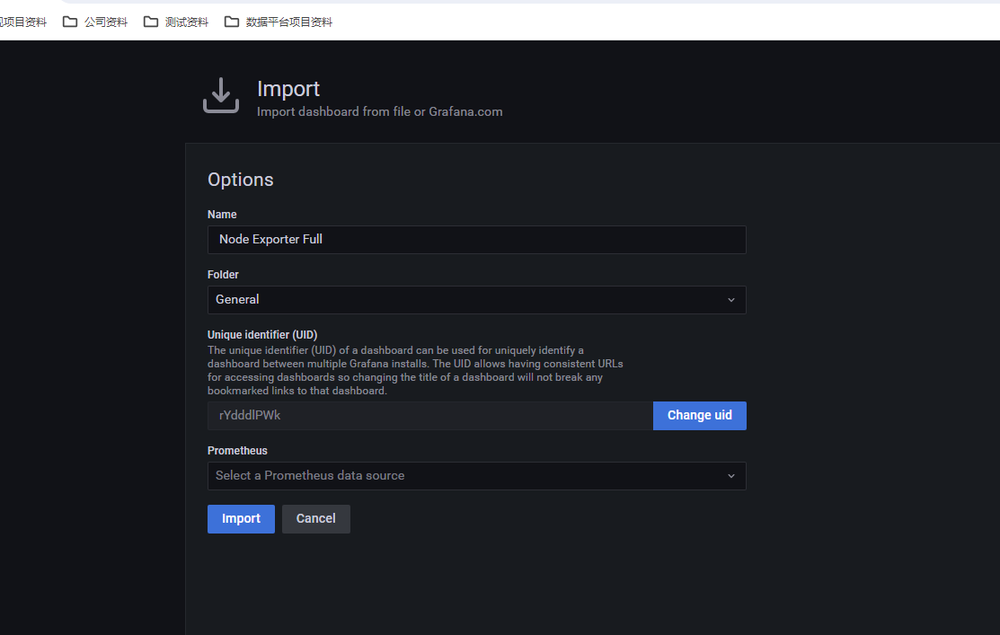 项目资料 公司资料 测试资料 数据平台项目资料
Import
Import dashboard from file or Grafana.com
Options
Name
Node Exporter Full
Folder
General
Unique identifier (UID)
The unique identifier (UID) of a dashboard can be used for uniquely identify a
dashboard between multiple Grafana installs. The UID allows having consistent URLs
for accessing dashboards so changing the title of a dashboard will not break any
bookmarked links to that dashboard.
rYdddlPWk Change uid
Prometheus
Select a Prometheus data source
Import Cancel